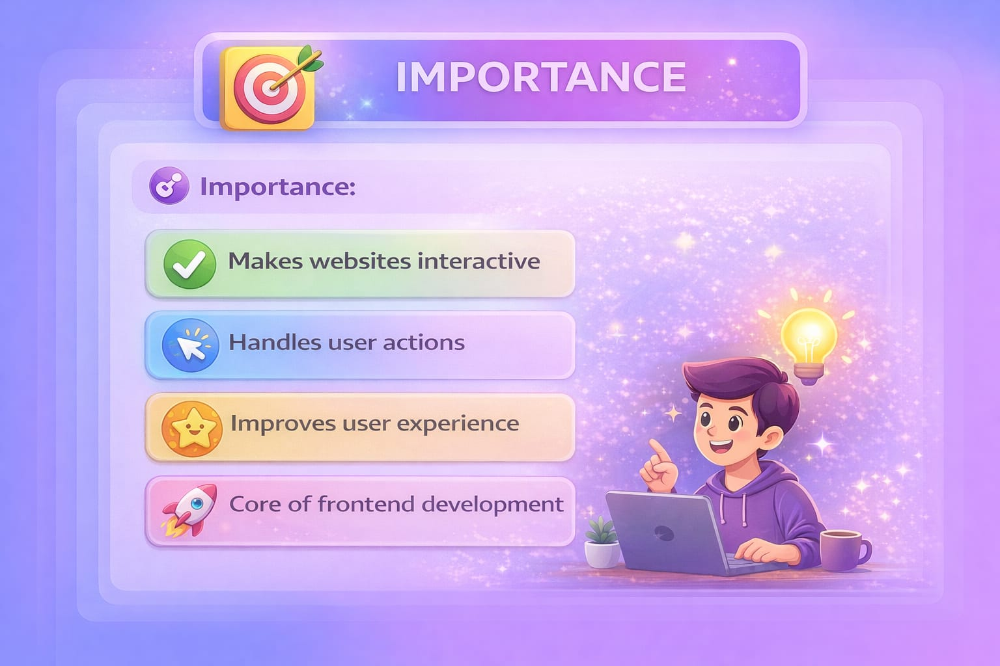 IMPORTANCE
Importance:
Makes websites interactive
Handles user actions
Improves user experience
Core of frontend development